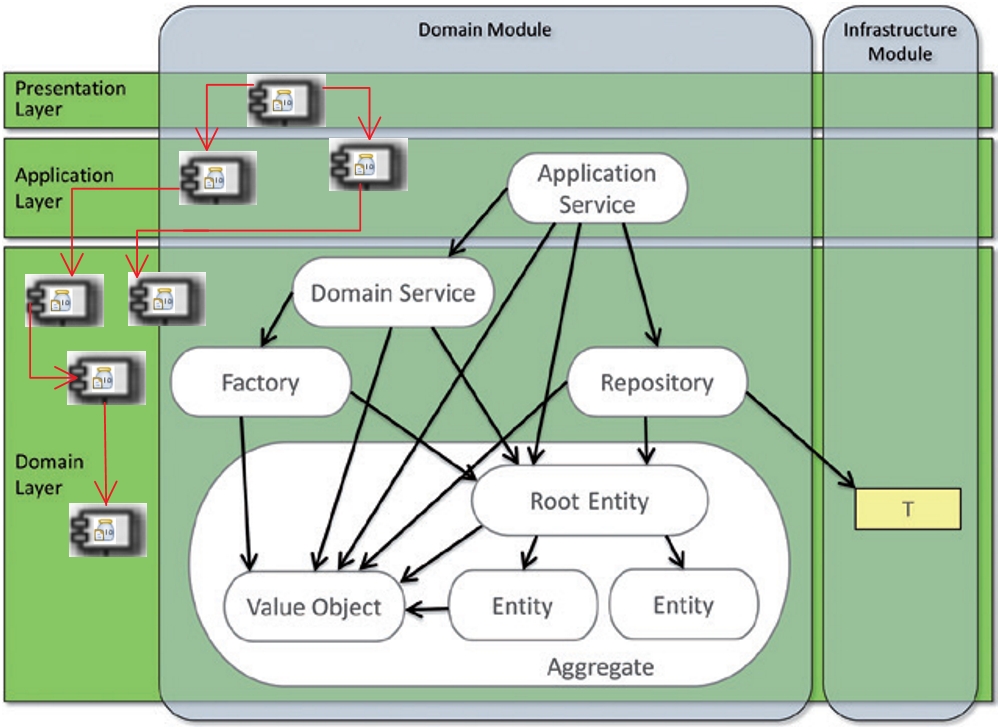 Domain Module
Infrastructure
Module
Presentation
Layer
Application
Layer
Application
Service
Domain Service
Factory
Repository
Domain
Layer
Root Entity
T
Value Object
Entity
Entity
Aggregate